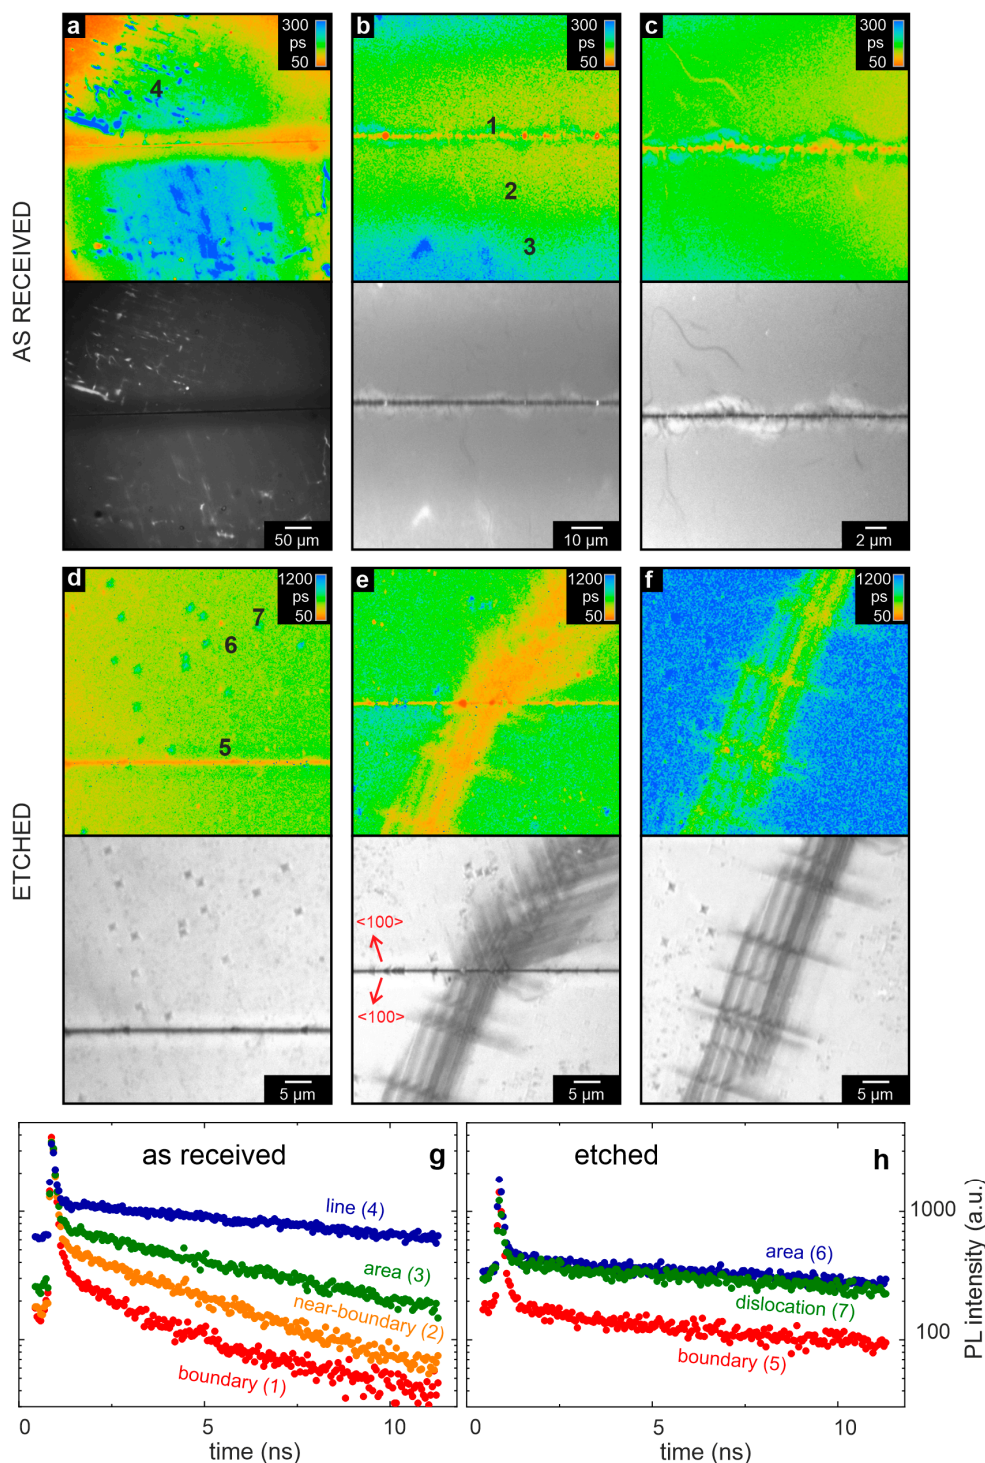 AS RECEIVED
a
300
ps
50
4
50 µm
b
300
ps
50
1
2
3
10 µm
c
300
ps
50
2 µm
ETCHED
d
1200
ps
50
7
6
5
5 µm
e
1200
ps
50
<100>
<100>
5 µm
f
1200
ps
50
5 µm
as received
g
line (4)
area (3)
near-boundary (2)
boundary (1)
0
5
10
time (ns)
etched
h
area (6)
dislocation (7)
boundary (5)
0
5
10
time (ns)
1000
100
PL intensity (a.u.)